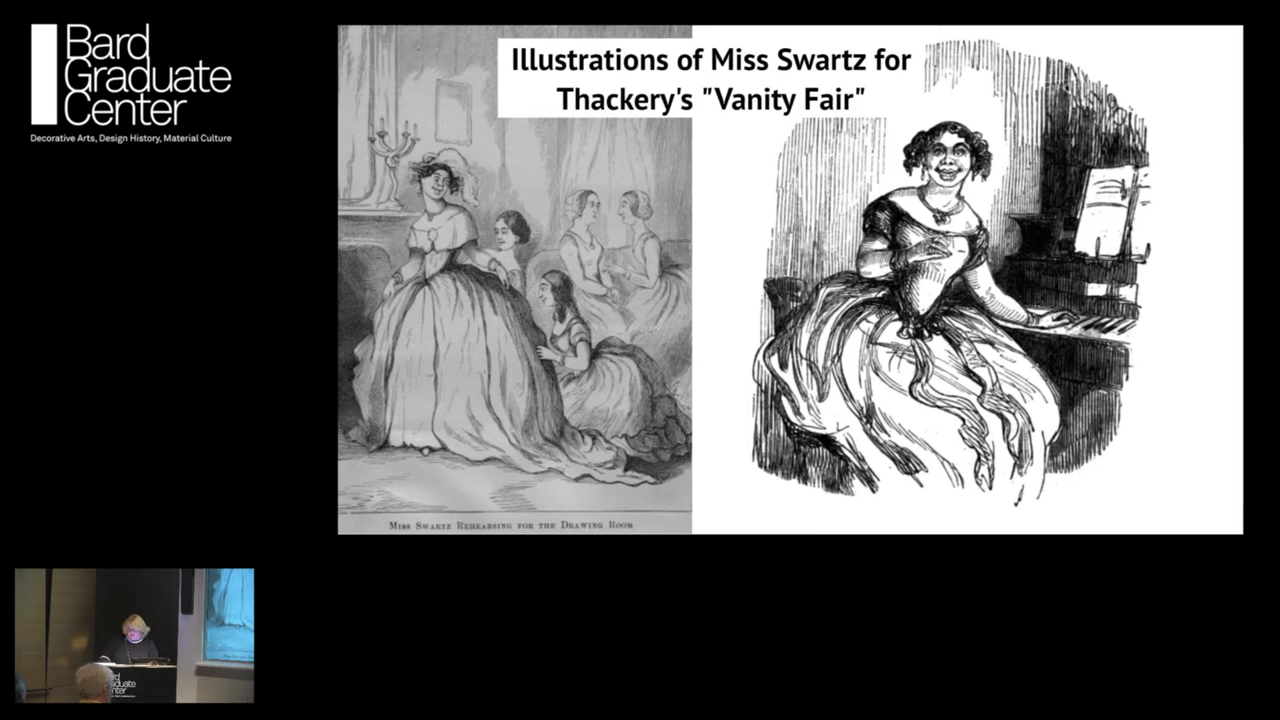 Bard
Graduate
Center
Decorative Arts, Design History, Material Culture
Illustrations of Miss Swartz for
Thackery's "Vanity Fair"
Miss Swartz Rehearsing for the Drawing Room